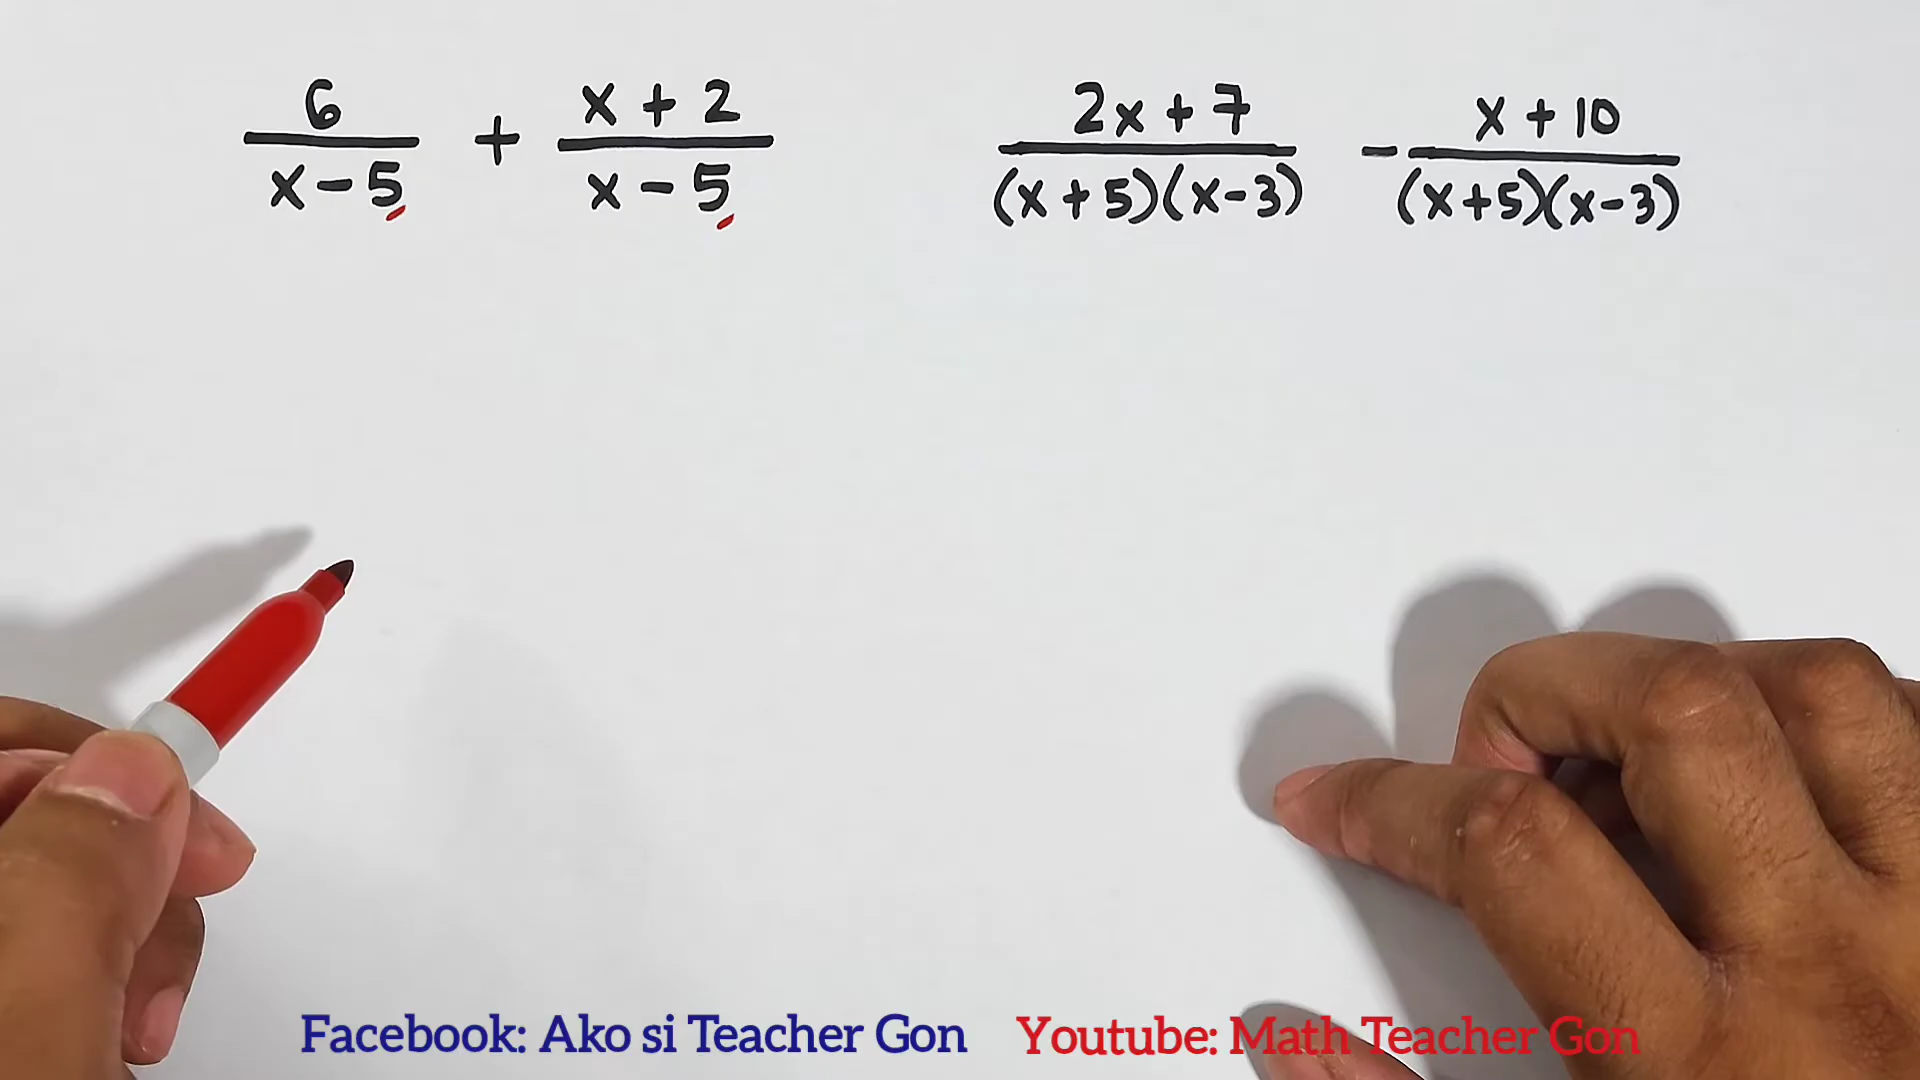 6/(x - 5) + (x + 2)/(x - 5)
(2x + 7)/((x + 5)(x - 3)) - (x + 10)/((x + 5)(x - 3))
Facebook: Ako si Teacher Gon
Youtube: Math Teacher Gon